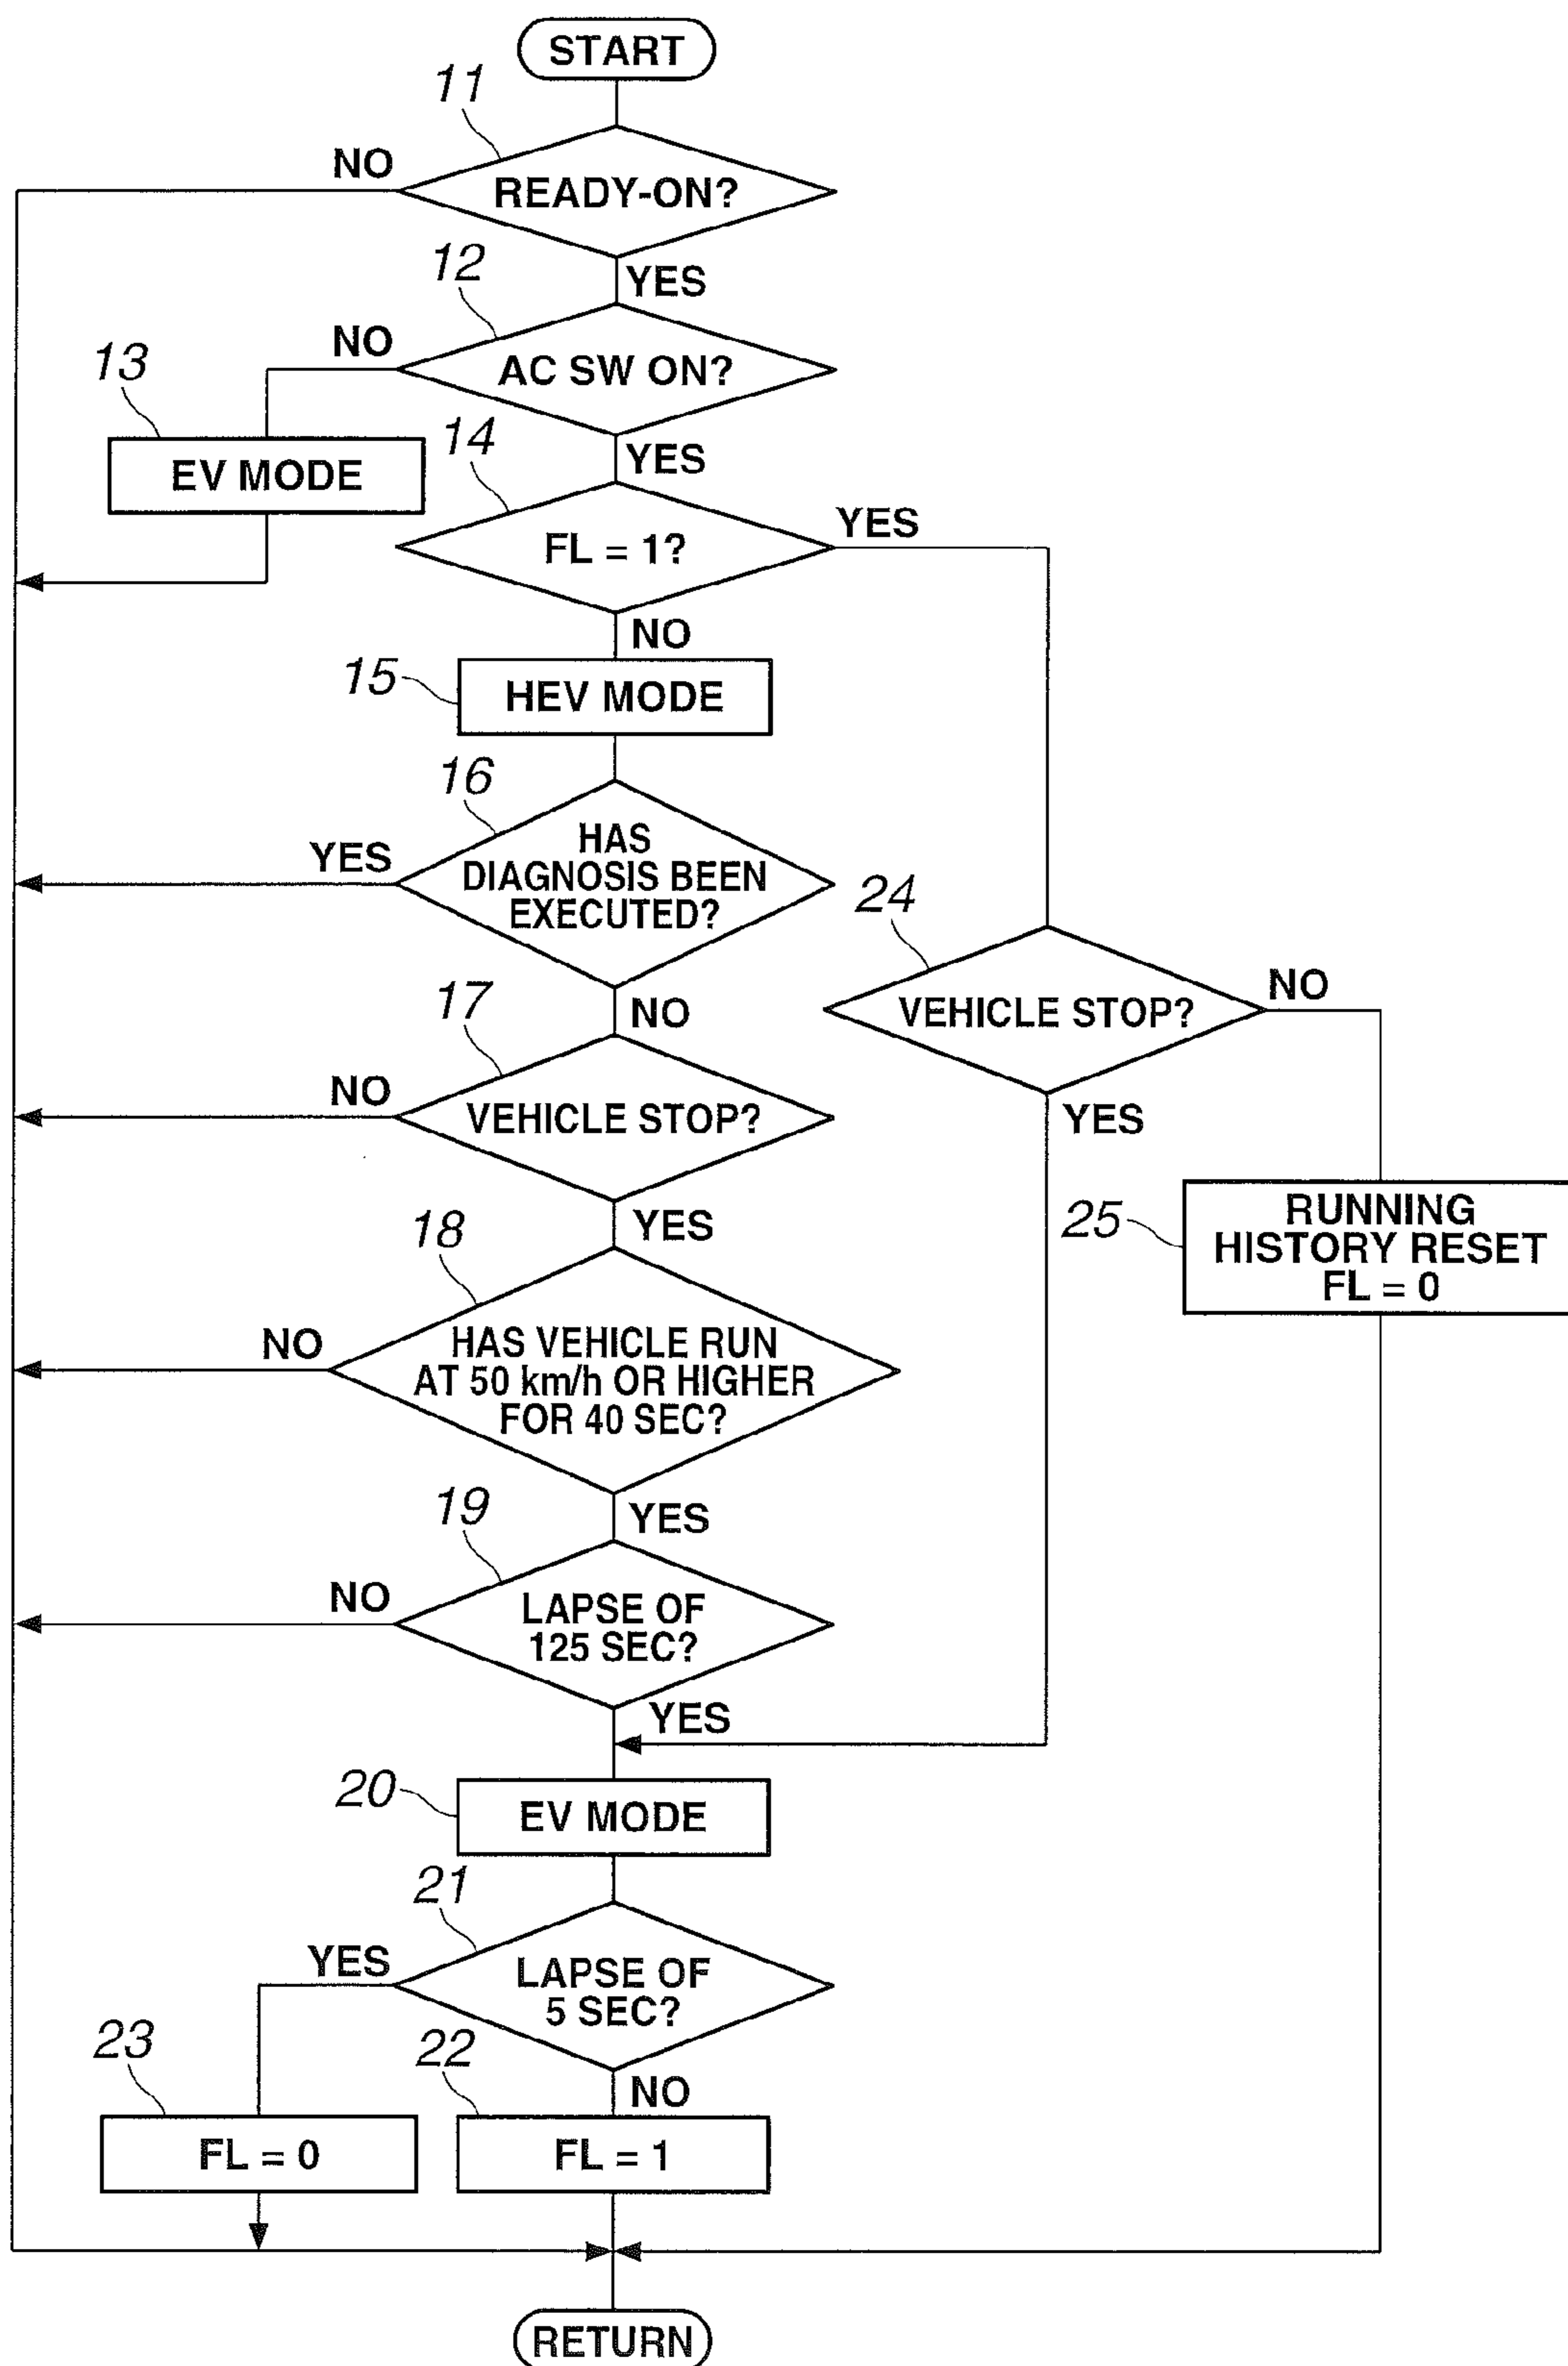 START
11
NO
READY-ON?
12
YES
NO
AC SW ON?
13
EV MODE
14
YES
YES
FL = 1?
NO
15
HEV MODE
16
YES
HAS
DIAGNOSIS BEEN
EXECUTED?
24
17
NO
NO
VEHICLE STOP?
NO
VEHICLE STOP?
YES
18
YES
25
RUNNING
HISTORY RESET
FL = 0
NO
HAS VEHICLE RUN
AT 50 km/h OR HIGHER
FOR 40 SEC?
19
YES
NO
LAPSE OF
125 SEC?
YES
20
EV MODE
21
YES
LAPSE OF
5 SEC?
23
22
NO
FL = 0
FL = 1
RETURN